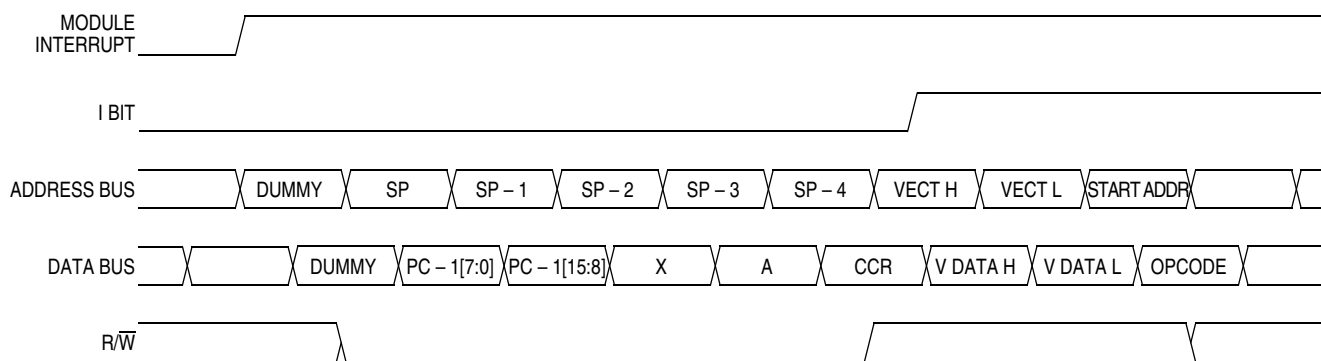 MODULE
INTERRUPT
I BIT
ADDRESS BUS DUMMY SP SP – 1 SP – 2 SP – 3 SP – 4 VECT H VECT L START ADDR
DATA BUS DUMMY PC – 1[7:0] PC – 1[15:8] X A CCR V DATA H V DATA L OPCODE
R/W̅